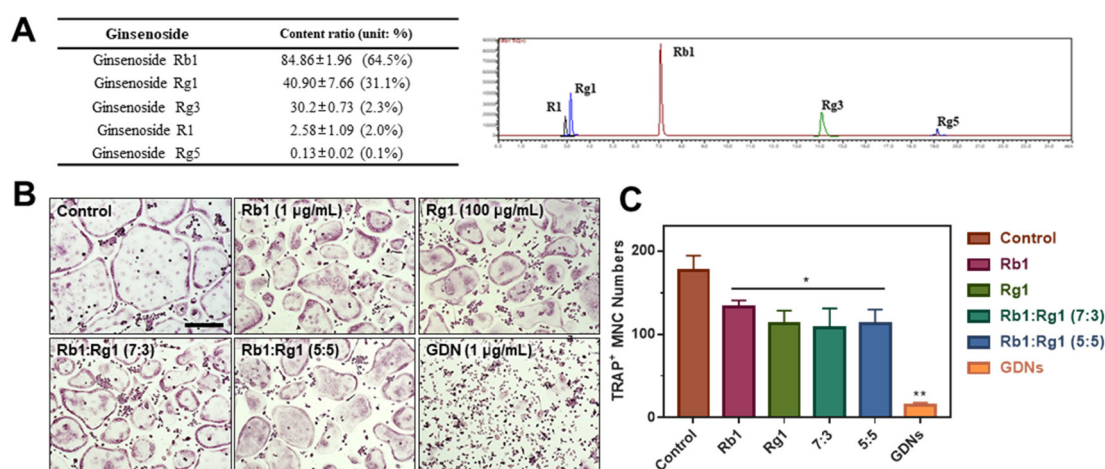 A
Ginsenoside Content ratio (unit: %)
Ginsenoside Rb1 84.86±1.96 (64.5%)
Ginsenoside Rg1 40.90±7.66 (31.1%)
Ginsenoside Rg3 30.2±0.73 (2.3%)
Ginsenoside R1 2.58±1.09 (2.0%)
Ginsenoside Rg5 0.13±0.02 (0.1%)
Rb1
R1 Rg1
Rg3
Rg5
B
Control
Rb1 (1 µg/mL)
Rg1 (100 µg/mL)
Rb1:Rg1 (7:3)
Rb1:Rg1 (5:5)
GDN (1 µg/mL)
C
TRAP⁺ MNC Numbers
200
100
0
*
**
Control
Rb1
Rg1
7:3
5:5
GDNs
Control
Rb1
Rg1
Rb1:Rg1 (7:3)
Rb1:Rg1 (5:5)
GDNs